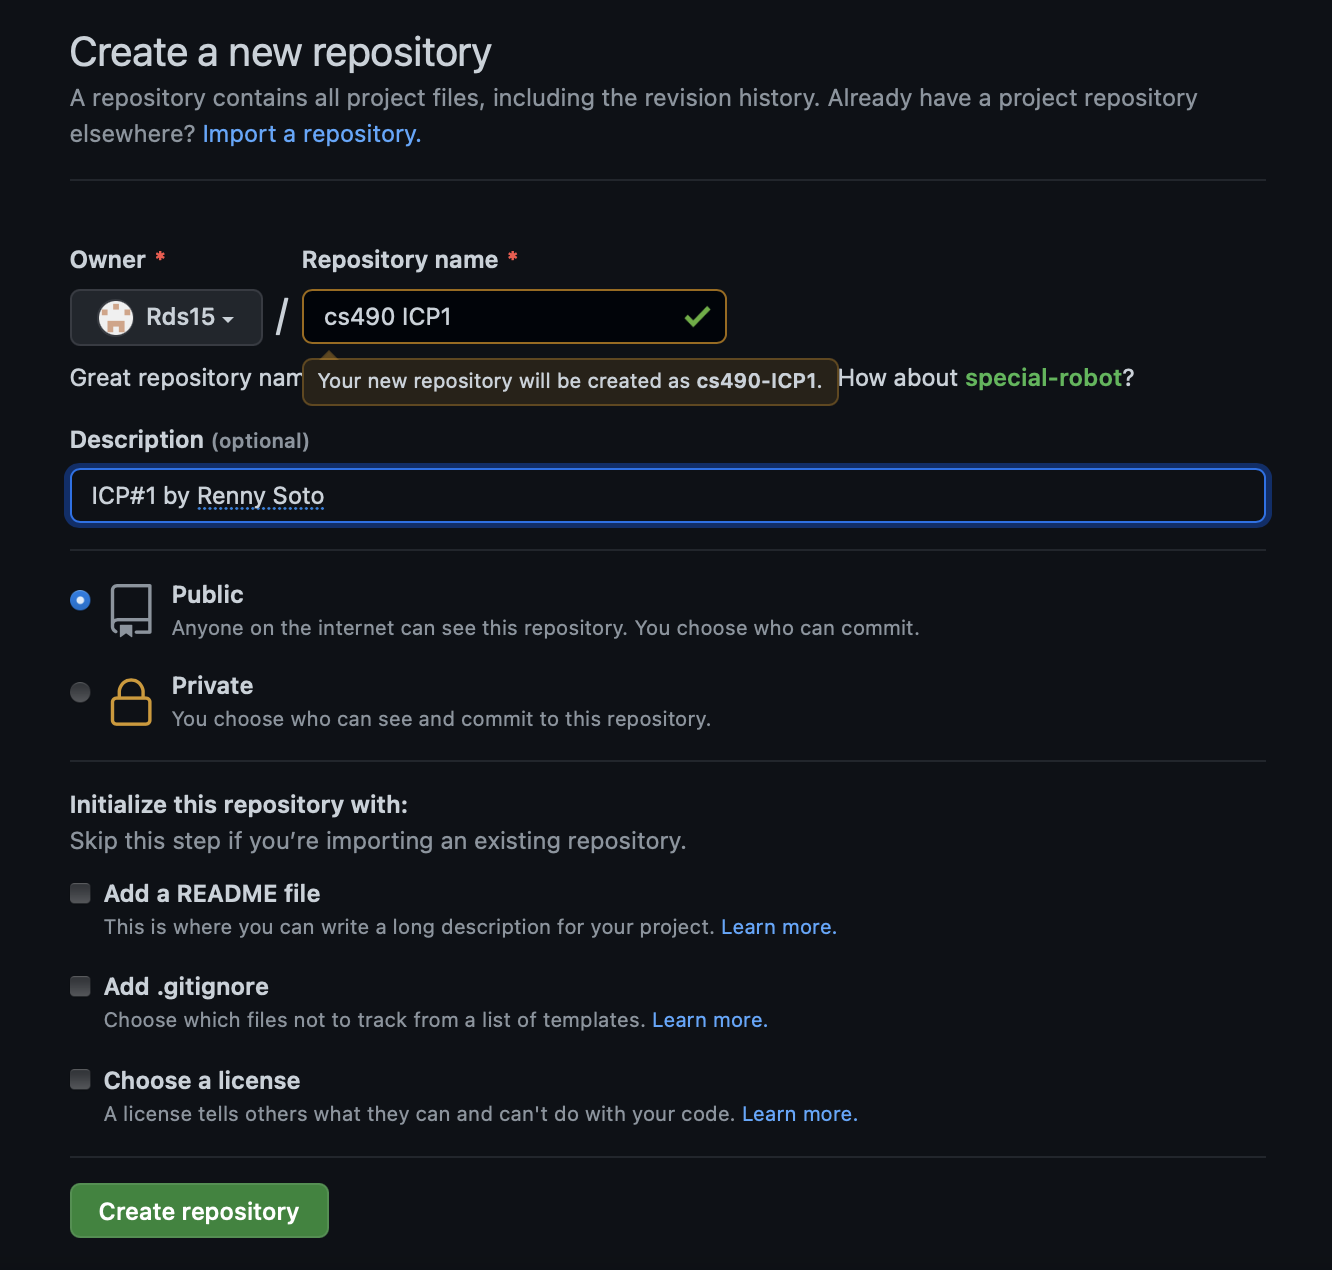 Create a new repository
A repository contains all project files, including the revision history. Already have a project repository
elsewhere? Import a repository.
Owner *
Repository name *
Rds15
/
cs490 ICP1
Great repository nam
Your new repository will be created as cs490-ICP1.
How about special-robot?
Description (optional)
ICP#1 by Renny Soto
Public
Anyone on the internet can see this repository. You choose who can commit.
Private
You choose who can see and commit to this repository.
Initialize this repository with:
Skip this step if you’re importing an existing repository.
Add a README file
This is where you can write a long description for your project. Learn more.
Add .gitignore
Choose which files not to track from a list of templates. Learn more.
Choose a license
A license tells others what they can and can't do with your code. Learn more.
Create repository